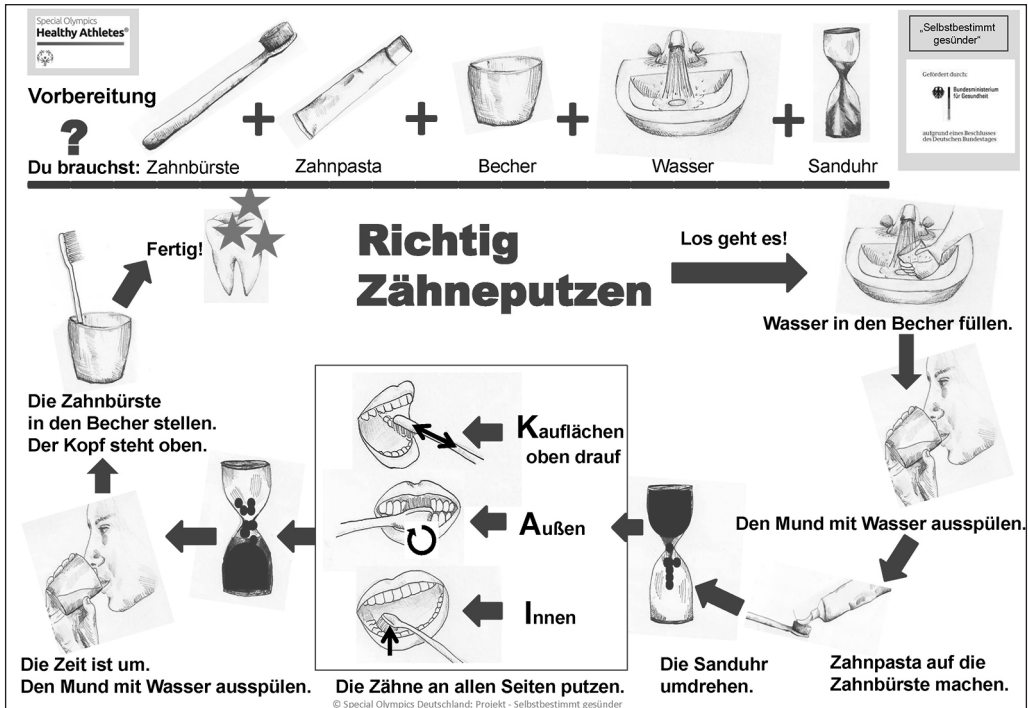 Special Olympics
Healthy Athletes®
„Selbstbestimmt
gesünder“
Gefördert durch:
Bundesministerium
für Gesundheit
aufgrund eines Beschlusses
des Deutschen Bundestages
Vorbereitung
?
Du brauchst: Zahnbürste + Zahnpasta + Becher + Wasser + Sanduhr
Richtig
Zähneputzen
Los geht es!
Wasser in den Becher füllen.
Den Mund mit Wasser ausspülen.
Zahnpasta auf die
Zahnbürste machen.
Die Sanduhr
umdrehen.
Kauflächen
oben drauf
Außen
Innen
Die Zähne an allen Seiten putzen.
Die Zeit ist um.
Den Mund mit Wasser ausspülen.
Die Zahnbürste
in den Becher stellen.
Der Kopf steht oben.
Fertig!
© Special Olympics Deutschland: Projekt - Selbstbestimmt gesünder